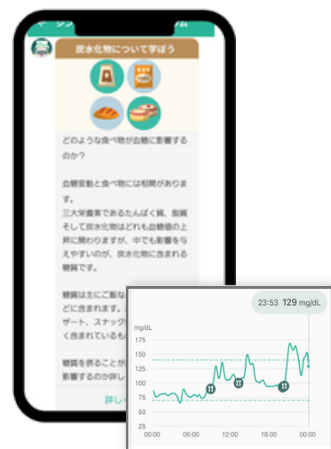 炭水化物について学ぼう
どのような食べ物が血糖に影響する
のか？
血糖変動と食べ物には相関がありま
す。
三大栄養素であるたんぱく質、脂質
そして炭水化物はどれも血糖値の上
昇に関わりますが、中でも影響を与
えやすいのが、炭水化物に含まれる
糖質です。
糖質は主にご飯な
どに含まれます。
ザート、スナック
く含まれているも
糖質を摂ることが
影響するのか詳し
詳し
23:53 129 mg/dL
mg/dL
175
150
125
100
75
50
25
00:00 06:00 12:00 18:00 00:00